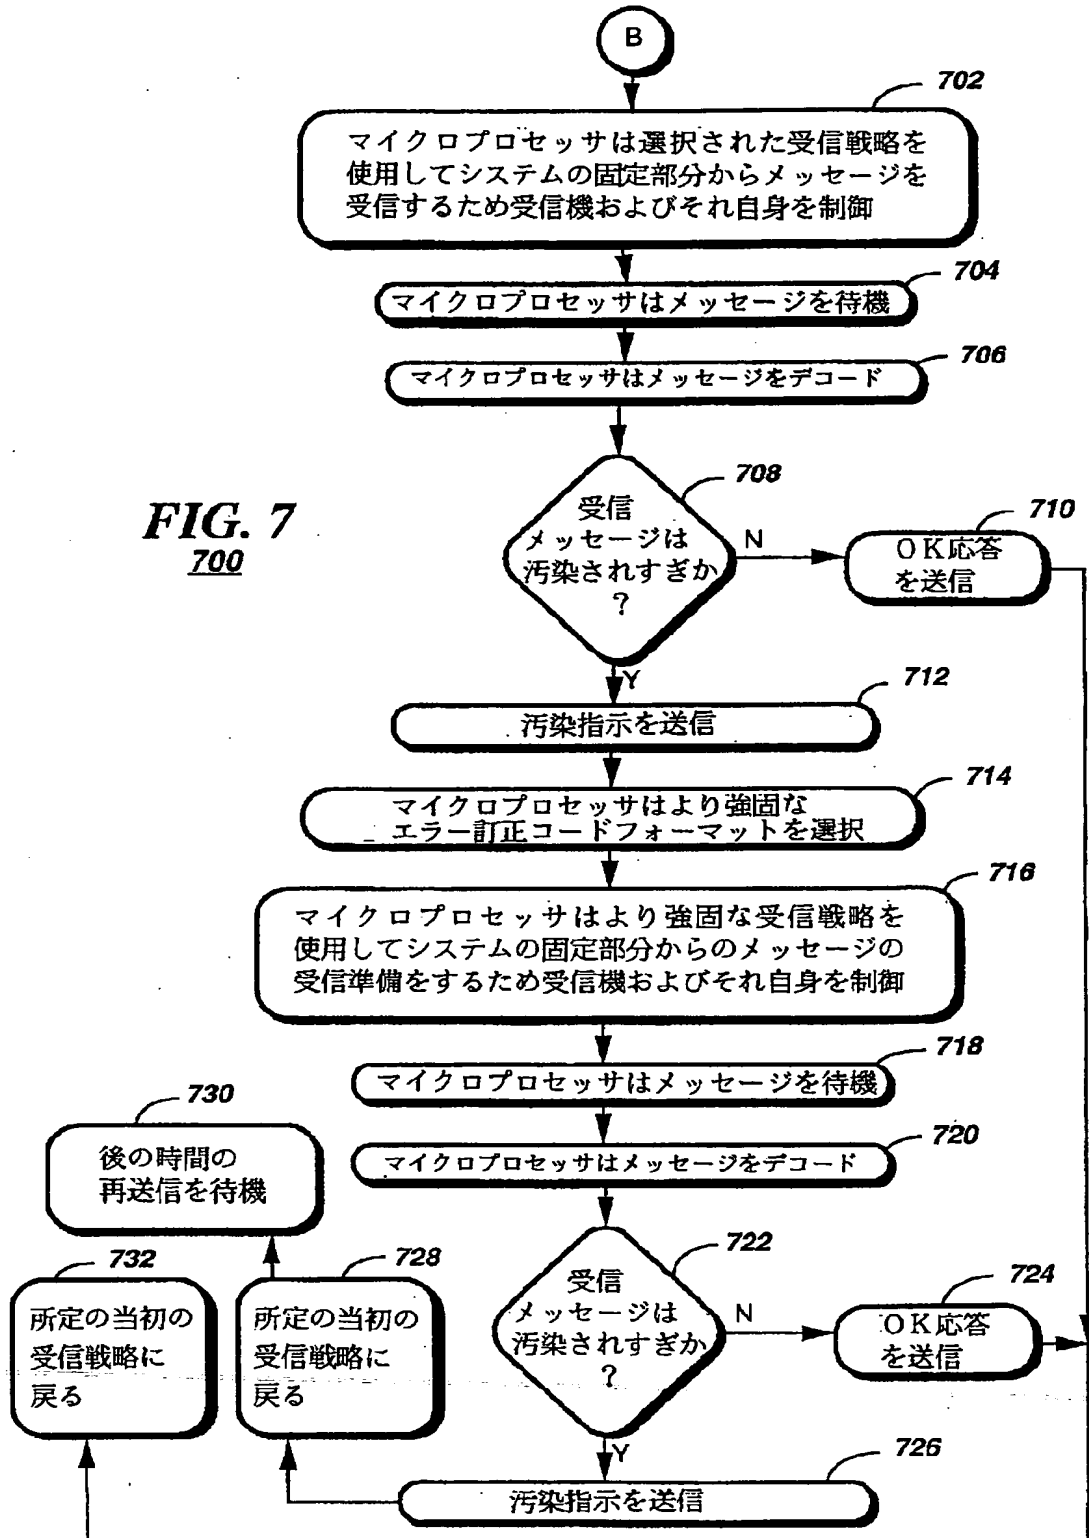 B
702
マイクロプロセッサは選択された受信戦略を
使用してシステムの固定部分からメッセージを
受信するため受信機およびそれ自身を制御
704
マイクロプロセッサはメッセージを待機
706
マイクロプロセッサはメッセージをデコード
708
受信
メッセージは
汚染されすぎか
?
N
710
OK応答
を送信
FIG. 7
700
Y
712
汚染指示を送信
714
マイクロプロセッサはより強固な
エラー訂正コードフォーマットを選択
716
マイクロプロセッサはより強固な受信戦略を
使用してシステムの固定部分からのメッセージの
受信準備をするため受信機およびそれ自身を制御
718
マイクロプロセッサはメッセージを待機
730
後の時間の
再送信を待機
720
マイクロプロセッサはメッセージをデコード
732
所定の当初の
受信戦略に
戻る
728
所定の当初の
受信戦略に
戻る
722
受信
メッセージは
汚染されすぎか
?
N
724
OK応答
を送信
Y
726
汚染指示を送信